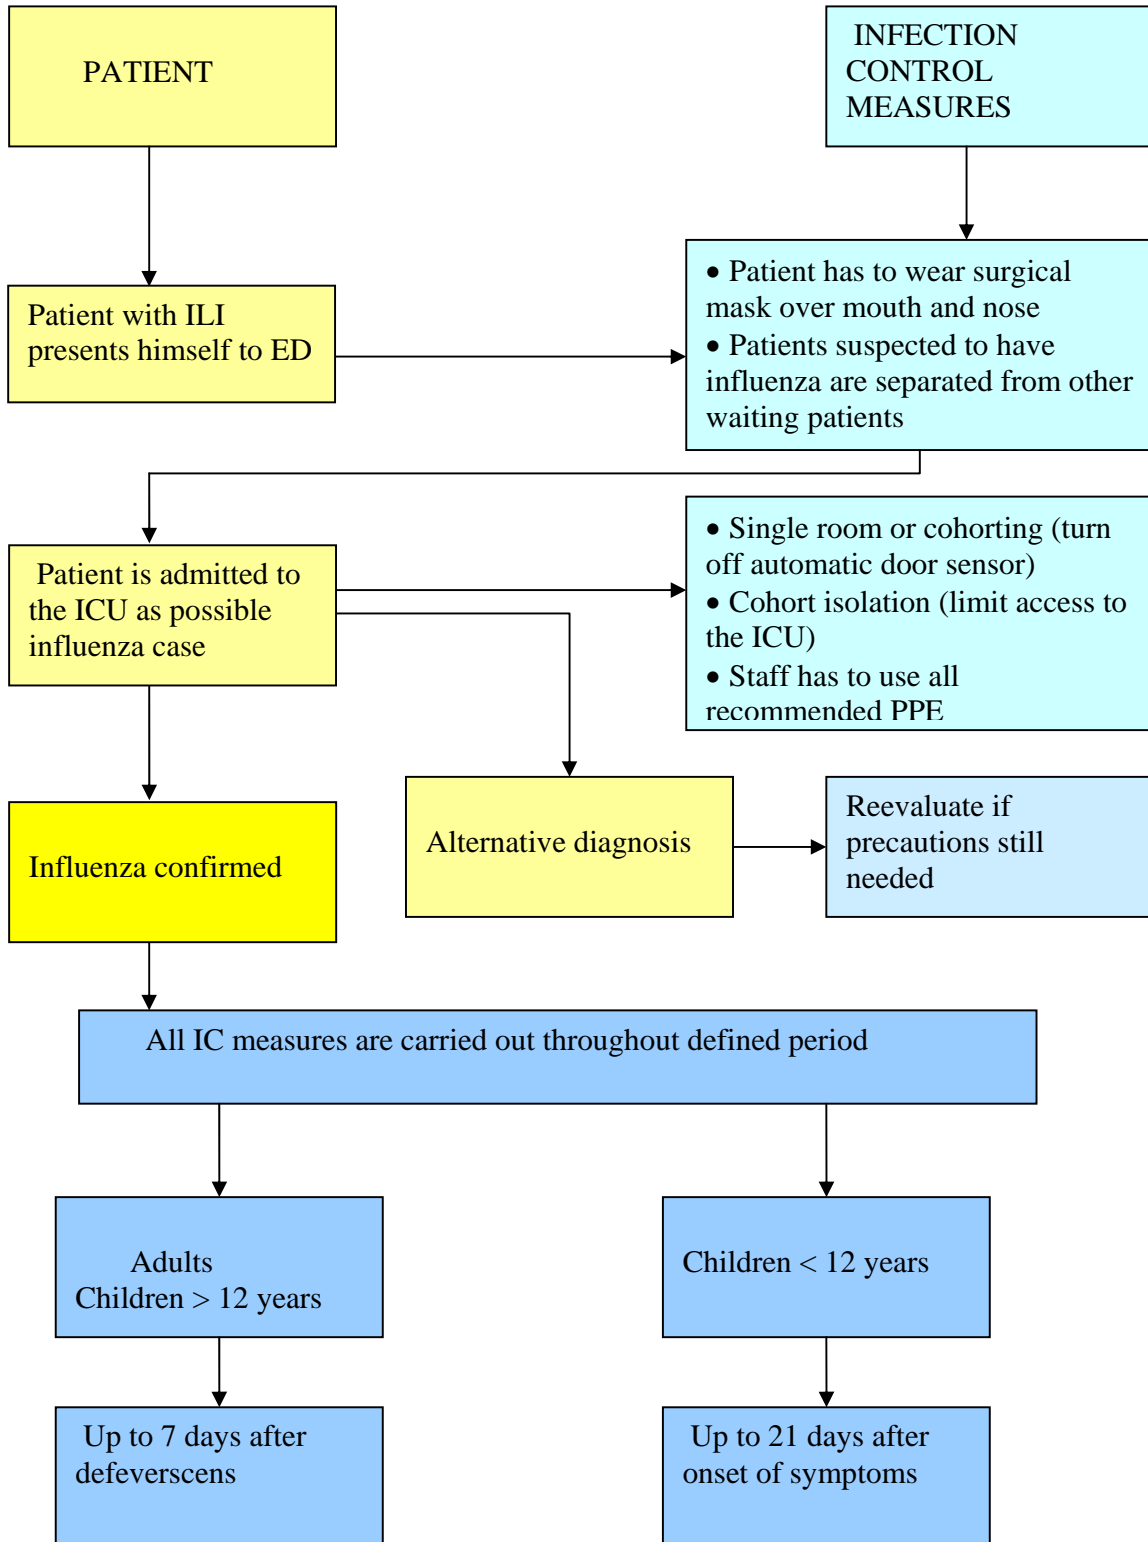 PATIENT
INFECTION
CONTROL
MEASURES
Patient with ILI
presents himself to ED
• Patient has to wear surgical
mask over mouth and nose
• Patients suspected to have
influenza are separated from other
waiting patients
Patient is admitted to
the ICU as possible
influenza case
• Single room or cohorting (turn
off automatic door sensor)
• Cohort isolation (limit access to
the ICU)
• Staff has to use all
recommended PPE
Influenza confirmed
Alternative diagnosis
Reevaluate if
precautions still
needed
All IC measures are carried out throughout defined period
Adults
Children > 12 years
Children < 12 years
Up to 7 days after
defeverscens
Up to 21 days after
onset of symptoms